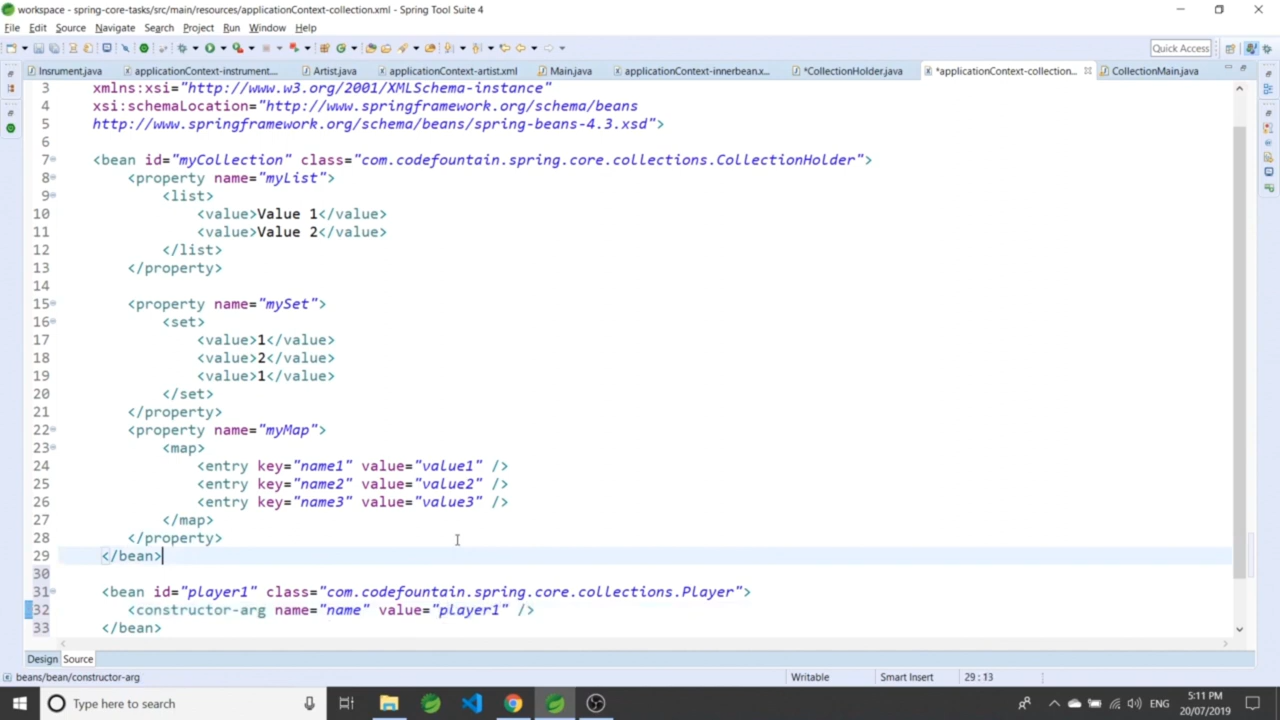 workspace - spring-core-tasks/src/main/resources/applicationContext-collection.xml - Spring Tool Suite 4
File Edit Source Navigate Search Project Run Window Help
Quick Access
Insrument.java applicationContext-instrument... Artist.java applicationContext-artist.xml Main.java applicationContext-innerbean.x... *CollectionHolder.java *applicationContext-collection... CollectionMain.java
3 xmlns:xsi="http://www.w3.org/2001/XMLSchema-instance"
4 xsi:schemaLocation="http://www.springframework.org/schema/beans
5 http://www.springframework.org/schema/beans/spring-beans-4.3.xsd">
6
7 <bean id="myCollection" class="com.codefountain.spring.core.collections.CollectionHolder">
8 <property name="myList">
9 <list>
10 <value>Value 1</value>
11 <value>Value 2</value>
12 </list>
13 </property>
14
15 <property name="mySet">
16 <set>
17 <value>1</value>
18 <value>2</value>
19 <value>1</value>
20 </set>
21 </property>
22 <property name="myMap">
23 <map>
24 <entry key="name1" value="value1" />
25 <entry key="name2" value="value2" />
26 <entry key="name3" value="value3" />
27 </map>
28 </property>
29 </bean>
30
31 <bean id="player1" class="com.codefountain.spring.core.collections.Player">
32 <constructor-arg name="name" value="player1" />
33 </bean>
Design Source
beans/bean/constructor-arg Writable Smart Insert 29 : 13
Type here to search
ENG
5:11 PM
20/07/2019